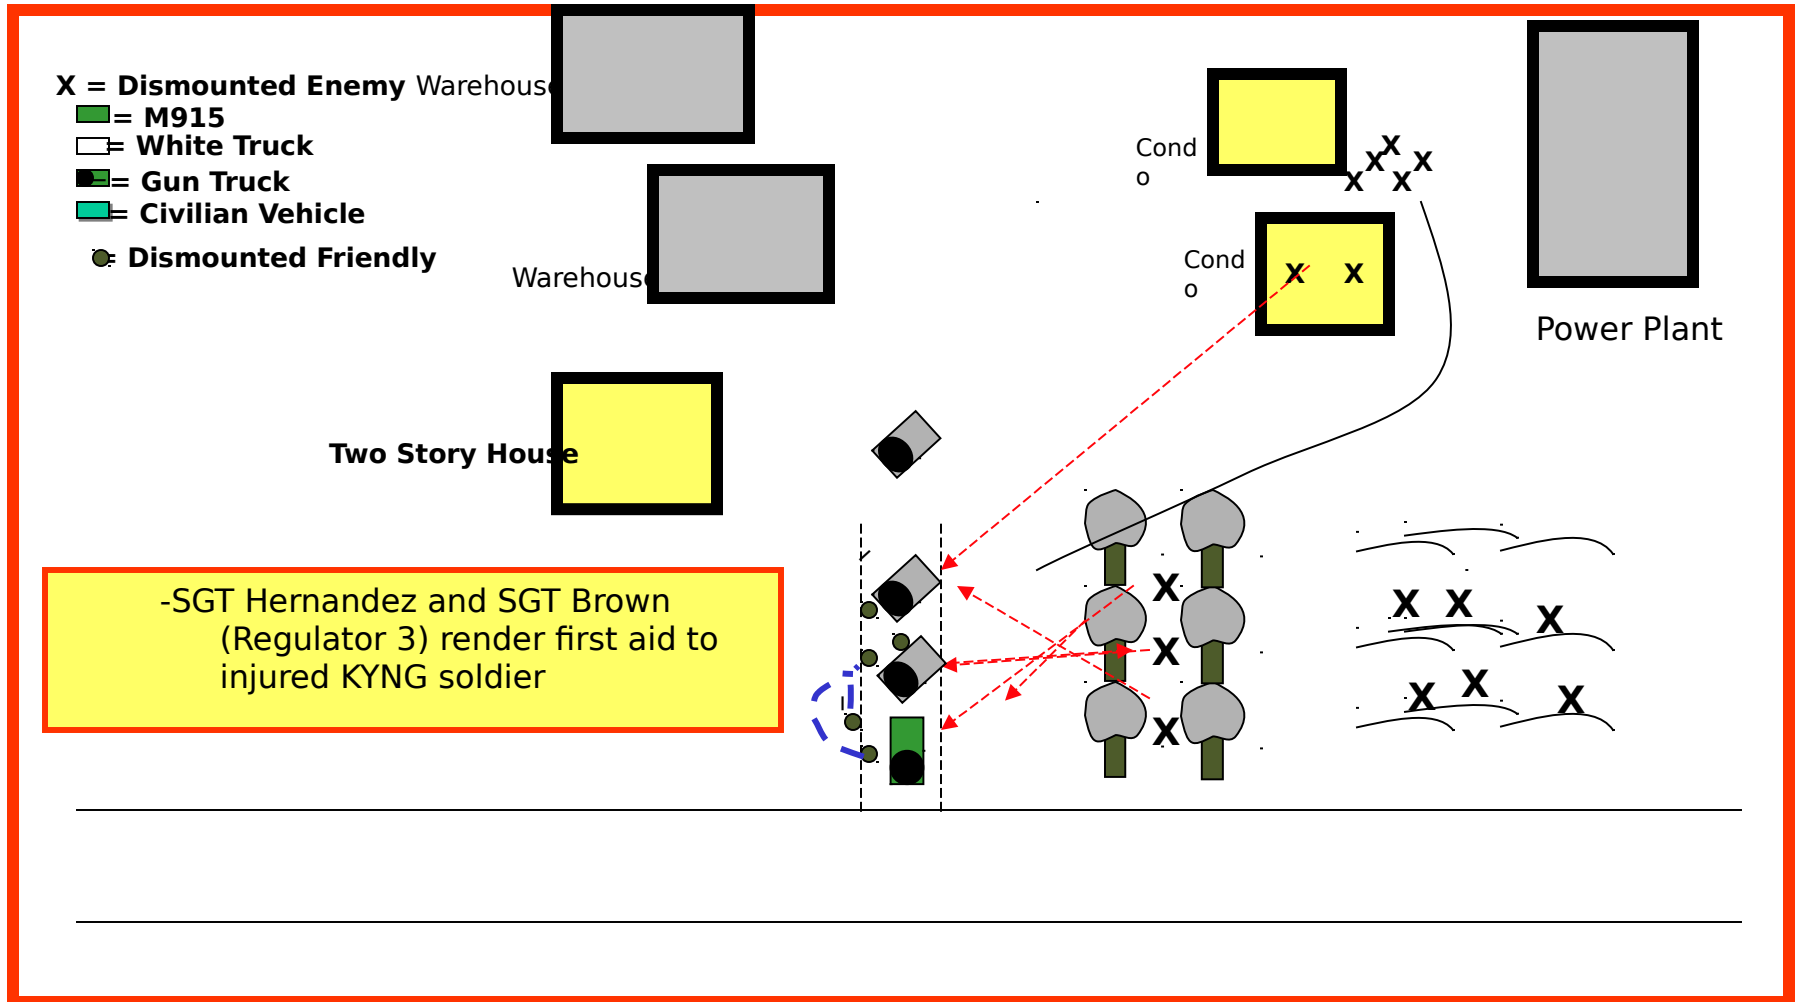 X = Dismounted Enemy
= M915
= White Truck
= Gun Truck
= Civilian Vehicle
= Dismounted Friendly
Warehouse
Warehouse
Two Story House
Cond
o
X
X X X
X X
Cond
o
X X
Power Plant
-SGT Hernandez and SGT Brown
(Regulator 3) render first aid to
injured KYNG soldier
X
X
X
X X X
X X X